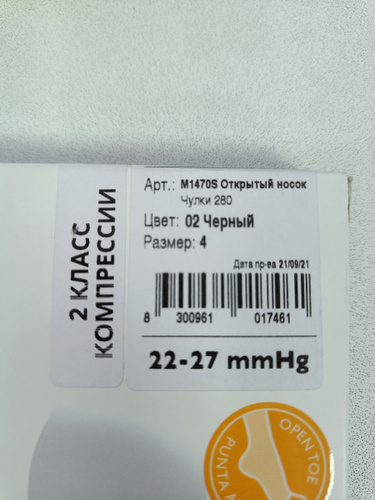 2 КЛАСС
КОМПРЕССИИ
Арт.: M1470S Открытый носок
Чулки 280
Цвет: 02 Черный
Размер: 4
Дата пр-ва 21/09/21
8 300961 017461
22-27 mmHg
OPEN TOE
PUNTA